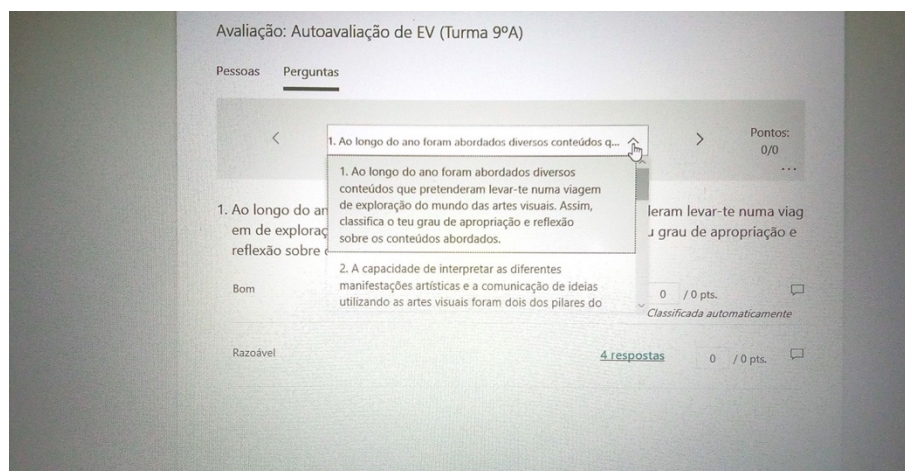 Avaliação: Autoavaliação de EV (Turma 9ºA)
Pessoas Perguntas
1. Ao longo do ano foram abordados diversos conteúdos q...
Pontos:
0/0
1. Ao longo do ano foram abordados diversos
conteúdos que pretenderam levar-te numa viagem
de exploração do mundo das artes visuais. Assim,
classifica o teu grau de apropriação e reflexão
sobre os conteúdos abordados.
2. A capacidade de interpretar as diferentes
manifestações artísticas e a comunicação de ideias
utilizando as artes visuais foram dois dos pilares do
1. Ao longo do an
leram levar-te numa viag
em de exploraç
u grau de apropriação e
reflexão sobre
Bom
0 / 0 pts.
Classificada automaticamente
Razoável 4 respostas 0 / 0 pts.